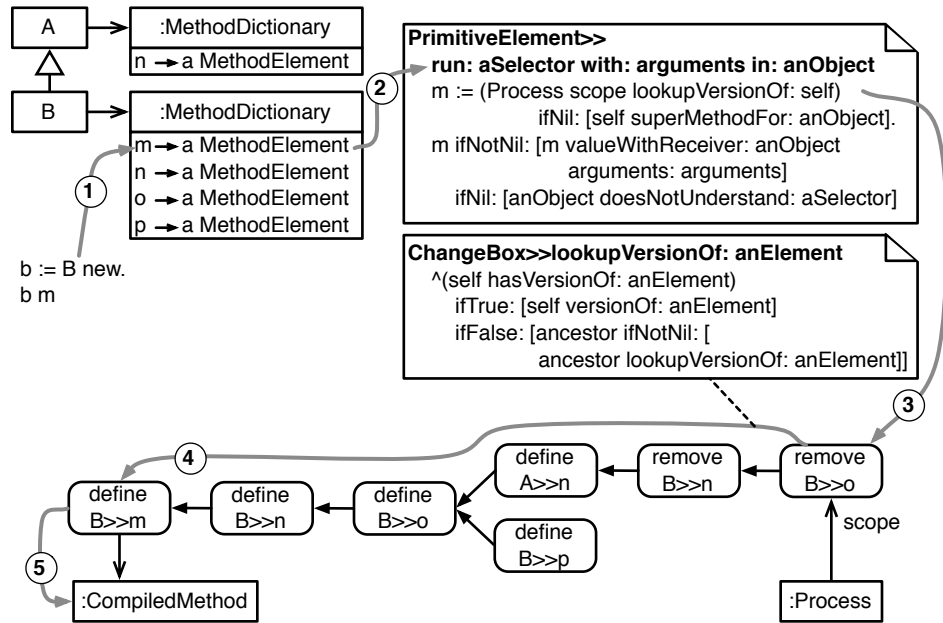 A
:MethodDictionary
n → a MethodElement
B
:MethodDictionary
m → a MethodElement
n → a MethodElement
o → a MethodElement
p → a MethodElement
1
b := B new.
b m
2
PrimitiveElement>>
run: aSelector with: arguments in: anObject
m := (Process scope lookupVersionOf: self)
ifNil: [self superMethodFor: anObject].
m ifNotNil: [m valueWithReceiver: anObject
arguments: arguments]
ifNil: [anObject doesNotUnderstand: aSelector]
ChangeBox>>lookupVersionOf: anElement
^(self hasVersionOf: anElement)
ifTrue: [self versionOf: anElement]
ifFalse: [ancestor ifNotNil: [
ancestor lookupVersionOf: anElement]]
3
4
define
B>>m
define
B>>n
define
B>>o
define
A>>n
remove
B>>n
remove
B>>o
define
B>>p
scope
5
:CompiledMethod
:Process